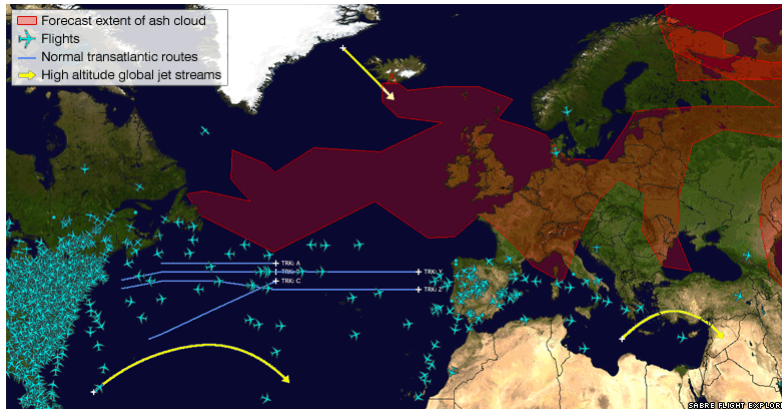 Forecast extent of ash cloud
Flights
Normal transatlantic routes
High altitude global jet streams
TRK: A
TRK: C
TRK: Z
SABRE FLIGHT EXPLOR